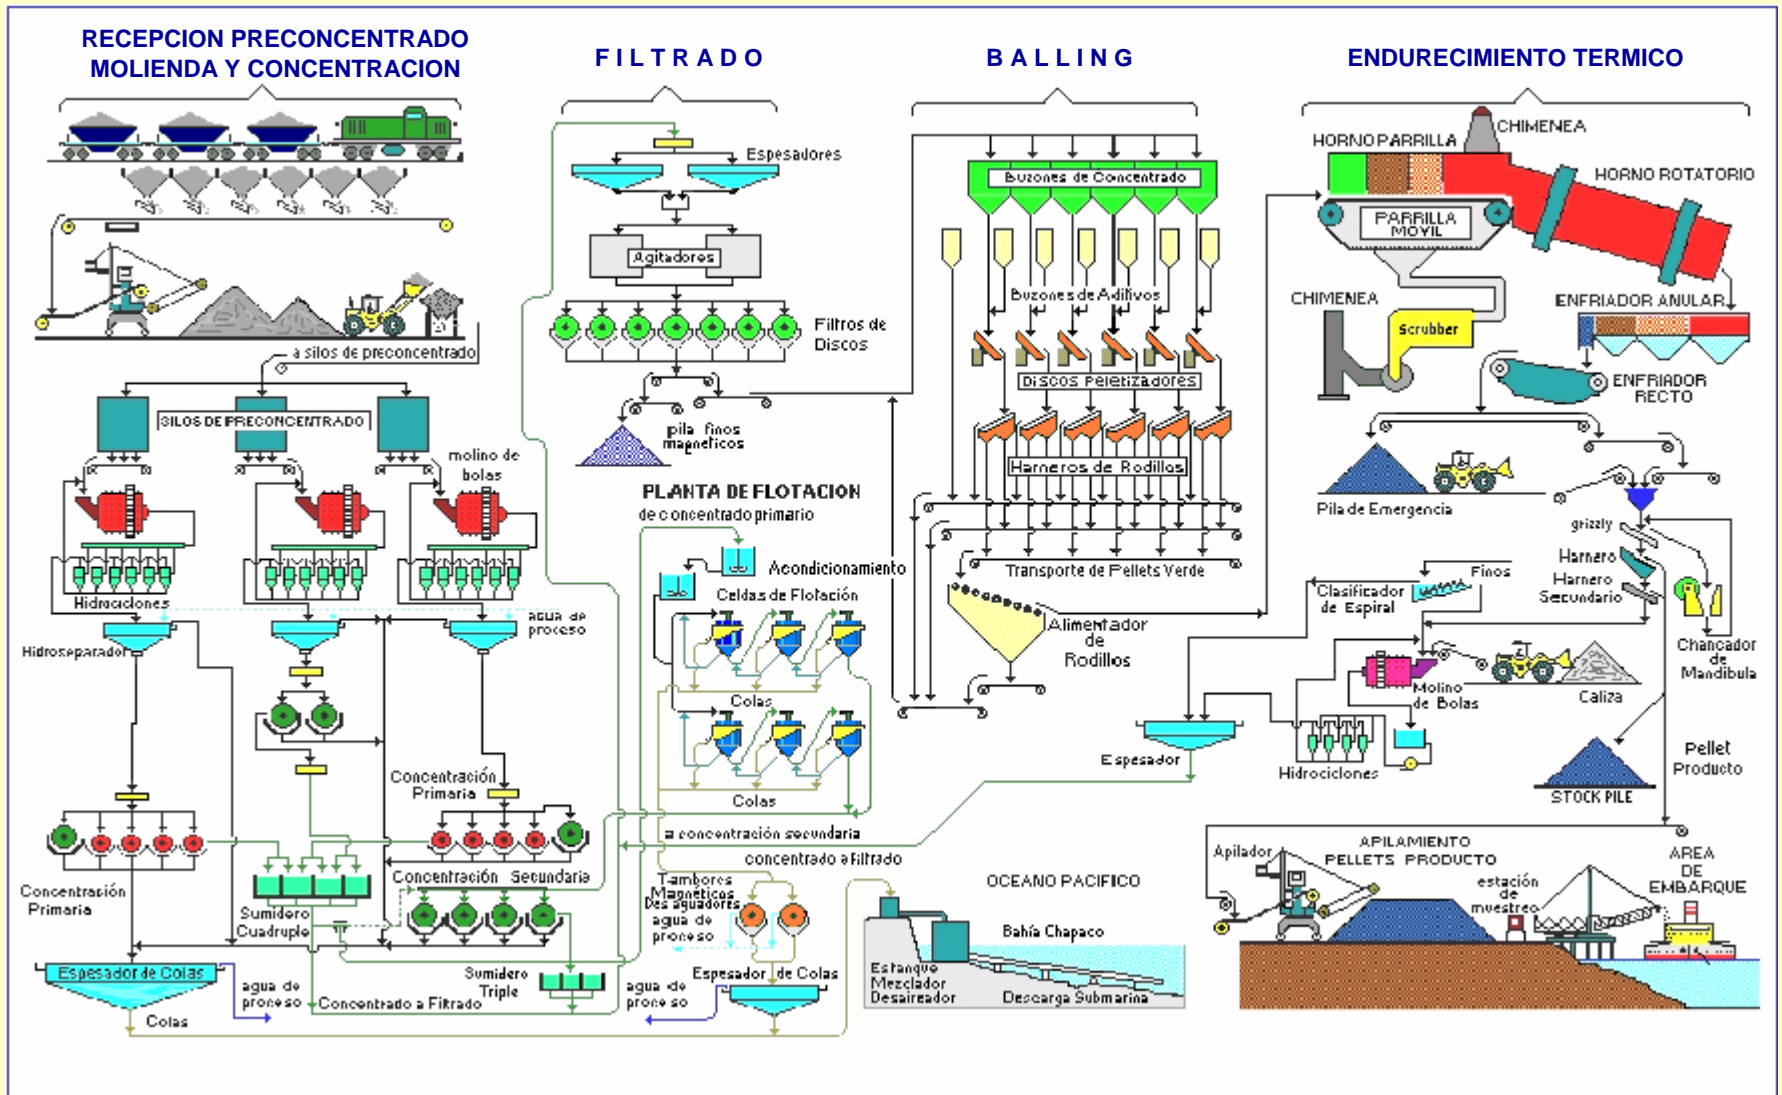 RECEPCION PRECONCENTRADO
MOLIENDA Y CONCENTRACION
FILTRADO
BALLING
ENDURECIMIENTO TERMICO
a silos de preconcentrado
SILOS DE PRECONCENTRADO
molino de
bolas
Hidrociclones
agua de
proceso
Hidroseparador
Concentración
Primaria
Concentración
Primaria
Sumidero
Cuadruple
Concentración Secundaria
Espesador de Colas
agua de
proceso
Colas
Concentrado a Filtrado
Sumidero
Triple
Espesadores
Agitadores
Filtros de
Discos
pila finos
magneticos
PLANTA DE FLOTACION
de concentrado primario
Acondicionamiento
Celdas de Flotación
Colas
Colas
a concentración secundaria
concentrado a Filtrado
Tambores
Magnéticos
Desaguadores
agua de
proceso
agua de
proceso
Espesador de Colas
Buzones de Concentrado
Buzones de Aditivos
Discos Peletizadores
Harneros de Rodillos
Transporte de Pellets Verde
Alimentador
de
Rodillos
Espesador
OCEANO PACIFICO
Bahía Chapaco
Estanque
Mezclador
Desaireador
Descarga Submarina
CHIMENEA
HORNO PARRILLA
HORNO ROTATORIO
PARRILLA
MOVIL
CHIMENEA
Scrubber
ENFRIADOR ANULAR
ENFRIADOR
RECTO
Pila de Emergencia
grizzly
Harnero
Harnero
Secundario
Finos
Clasificador
de Espiral
Chancador
de
Mandibula
Molino
de Bolas
Caliza
Hidrociclones
Pellet
Producto
STOCK PILE
Apilador
APILAMIENTO
PELLETS PRODUCTO
estación
de
muestreo
AREA
DE
EMBARQUE